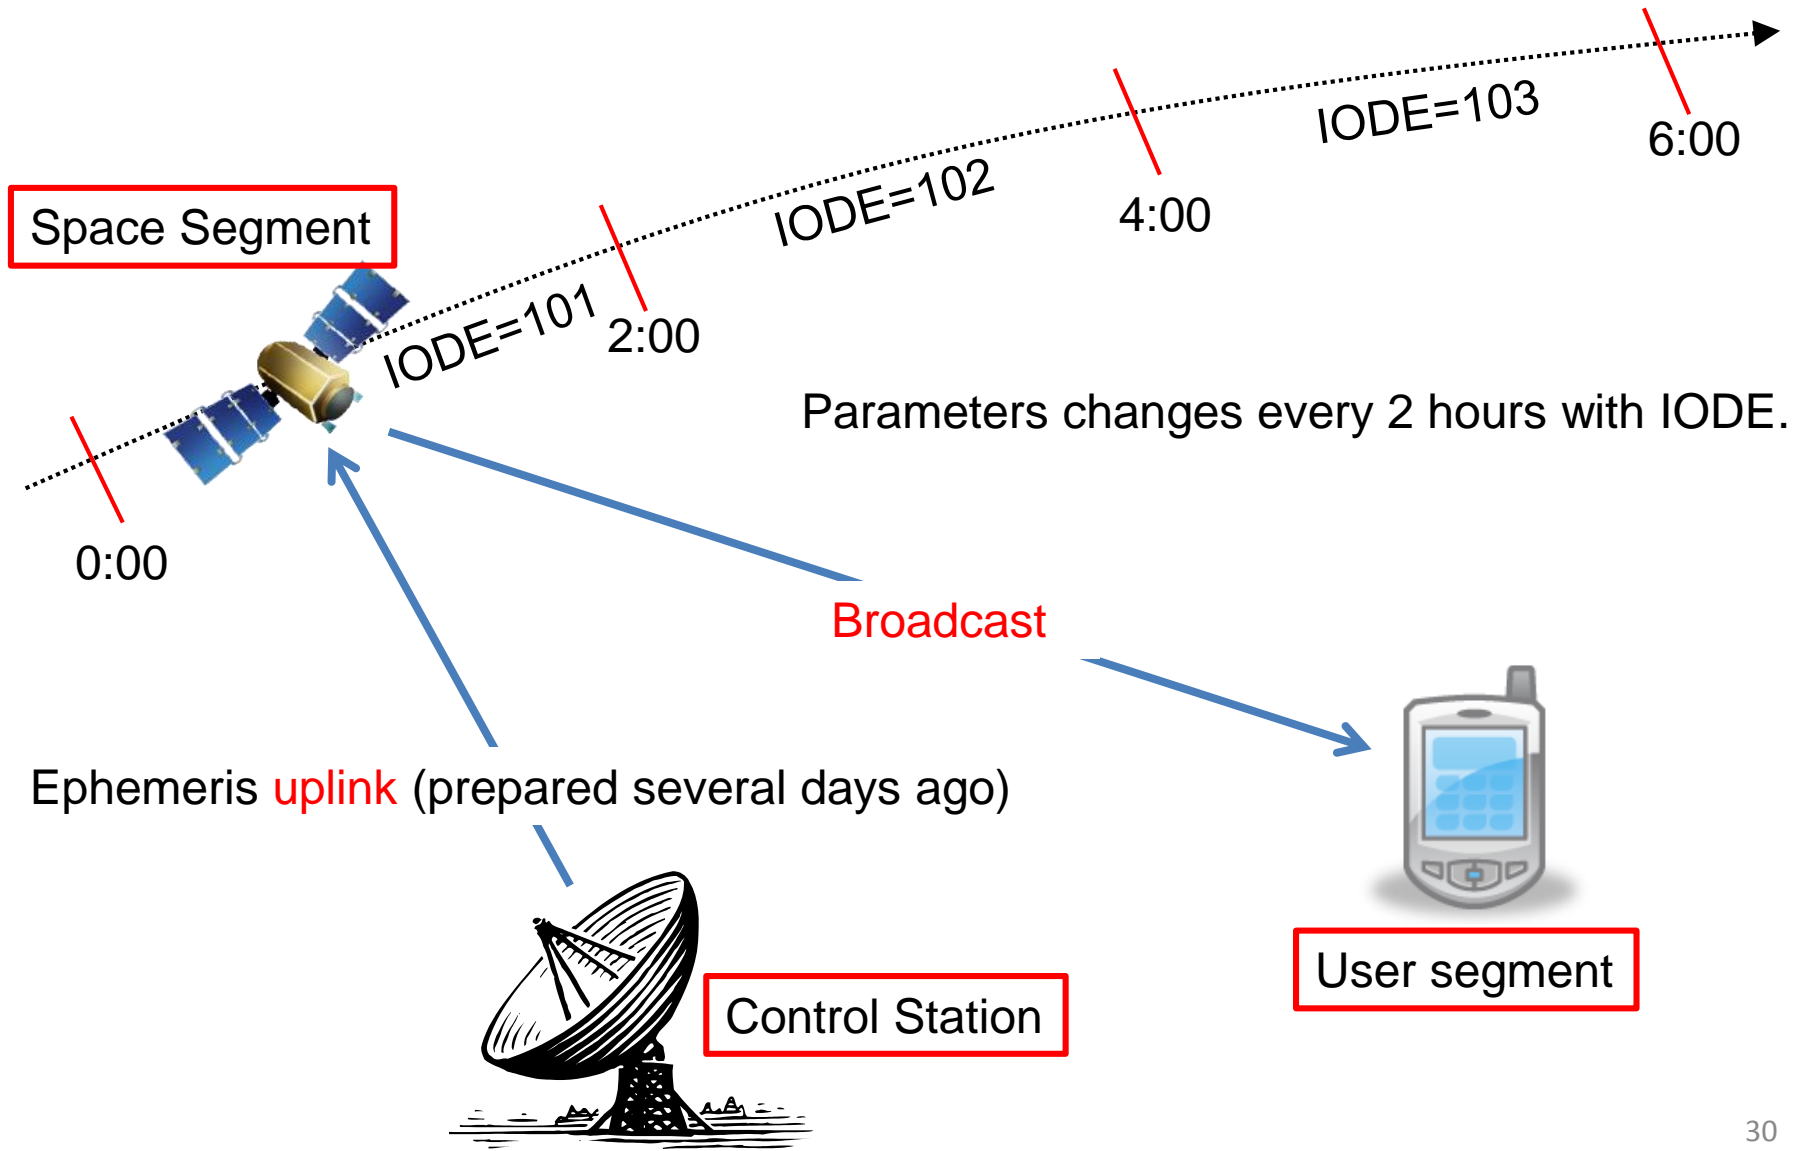 IODE=103
6:00
IODE=102
4:00
Space Segment
IODE=101
2:00
Parameters changes every 2 hours with IODE.
0:00
Broadcast
Ephemeris uplink (prepared several days ago)
User segment
Control Station
30